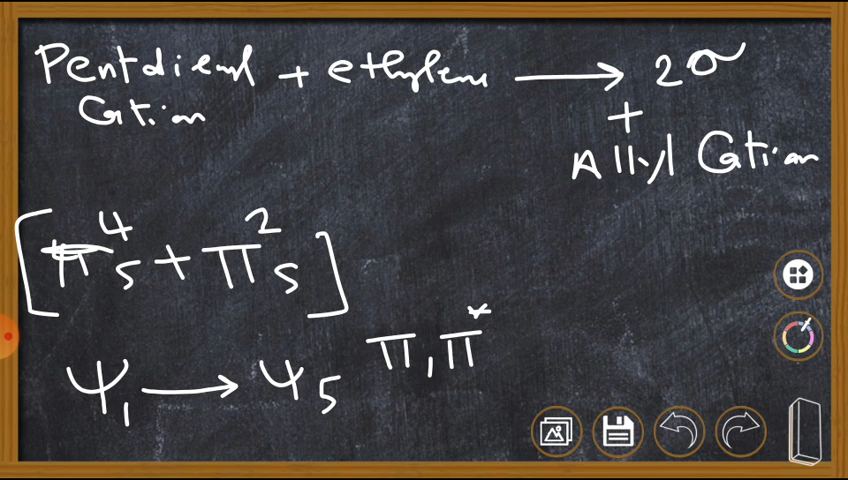 Pentdienyl + ethylene → 2σ
Cation + Allyl Cation
[π⁴s + π²s]
ψ₁ → ψ₅ π, π*